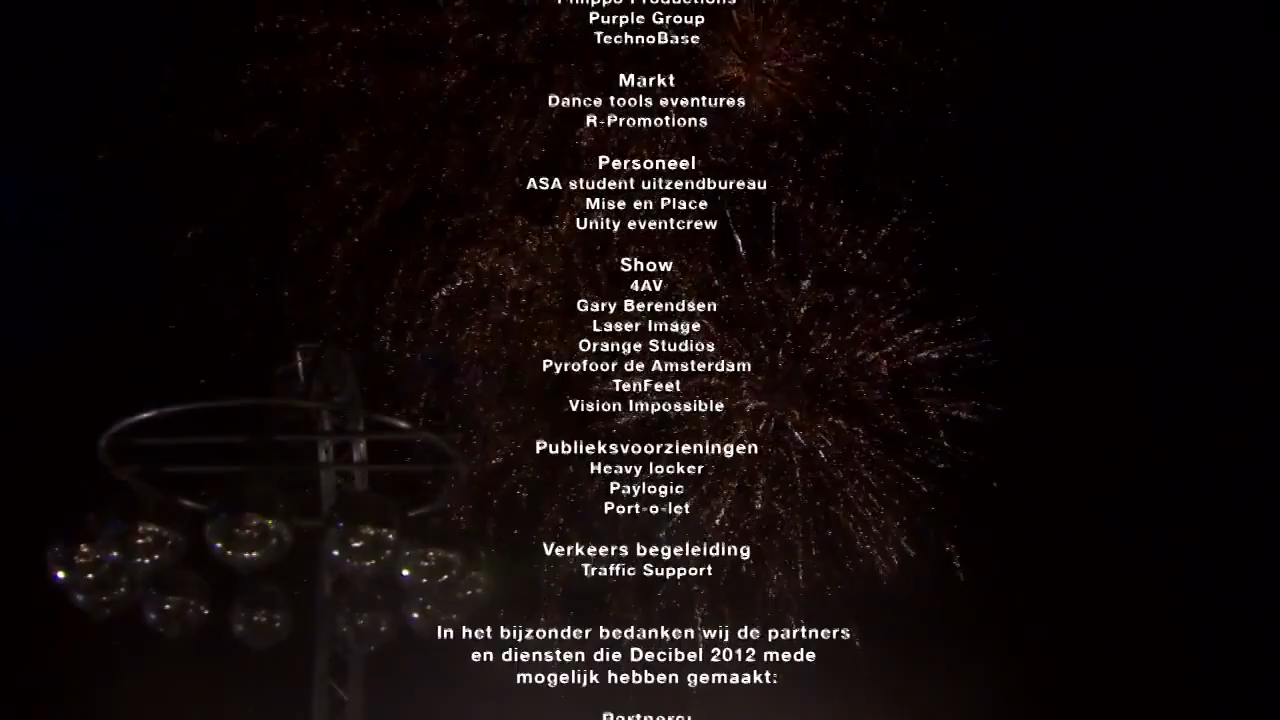 Philippo Productions
Purple Group
TechnoBase
Markt
Dance tools eventures
R-Promotions
Personeel
ASA student uitzendbureau
Mise en Place
Unity eventcrew
Show
4AV
Gary Berendsen
Laser Image
Orange Studios
Pyrofoor de Amsterdam
TenFeet
Vision Impossible
Publieksvoorzieningen
Heavy locker
Paylogic
Port-o-let
Verkeers begeleiding
Traffic Support
In het bijzonder bedanken wij de partners
en diensten die Decibel 2012 mede
mogelijk hebben gemaakt:
Partners: